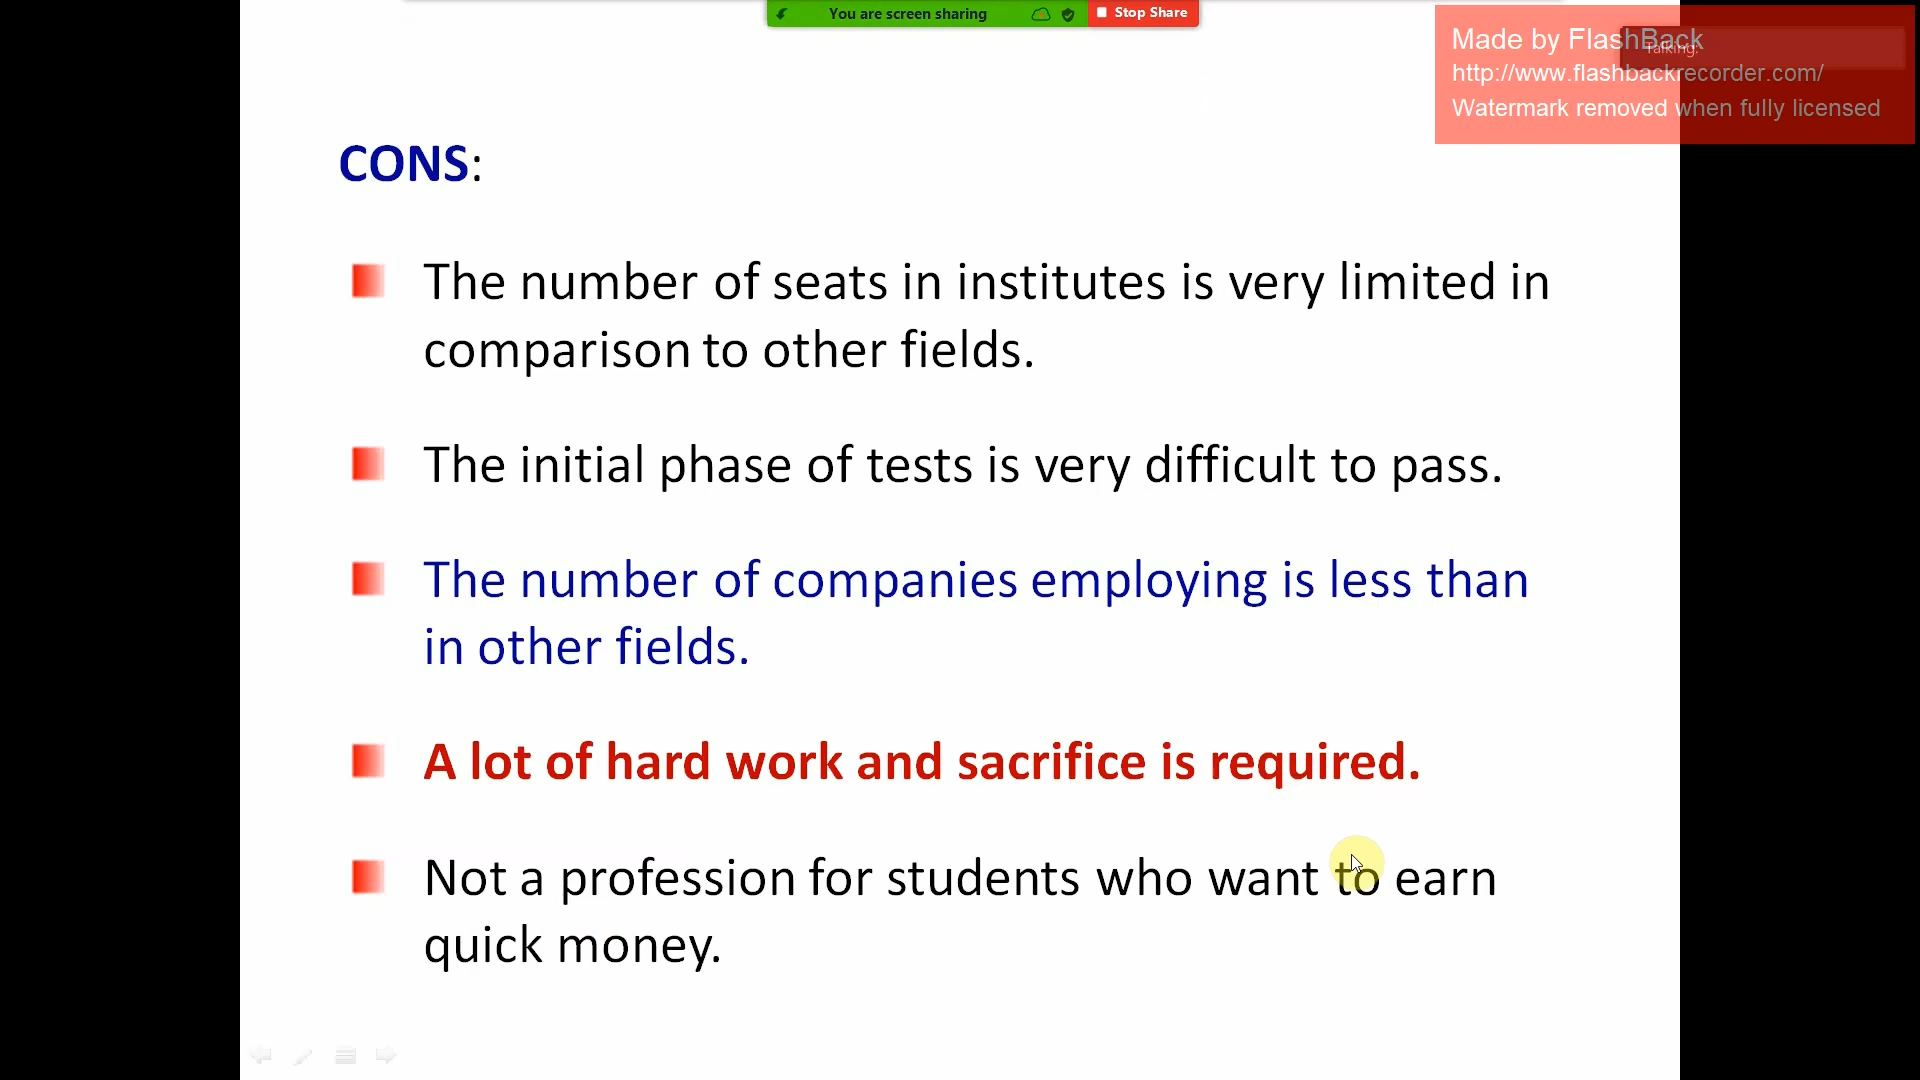 You are screen sharing
Stop Share
Made by FlashBack
Talking:
http://www.flashbackrecorder.com/
Watermark removed when fully licensed
CONS:
The number of seats in institutes is very limited in
comparison to other fields.
The initial phase of tests is very difficult to pass.
The number of companies employing is less than
in other fields.
A lot of hard work and sacrifice is required.
Not a profession for students who want to earn
quick money.